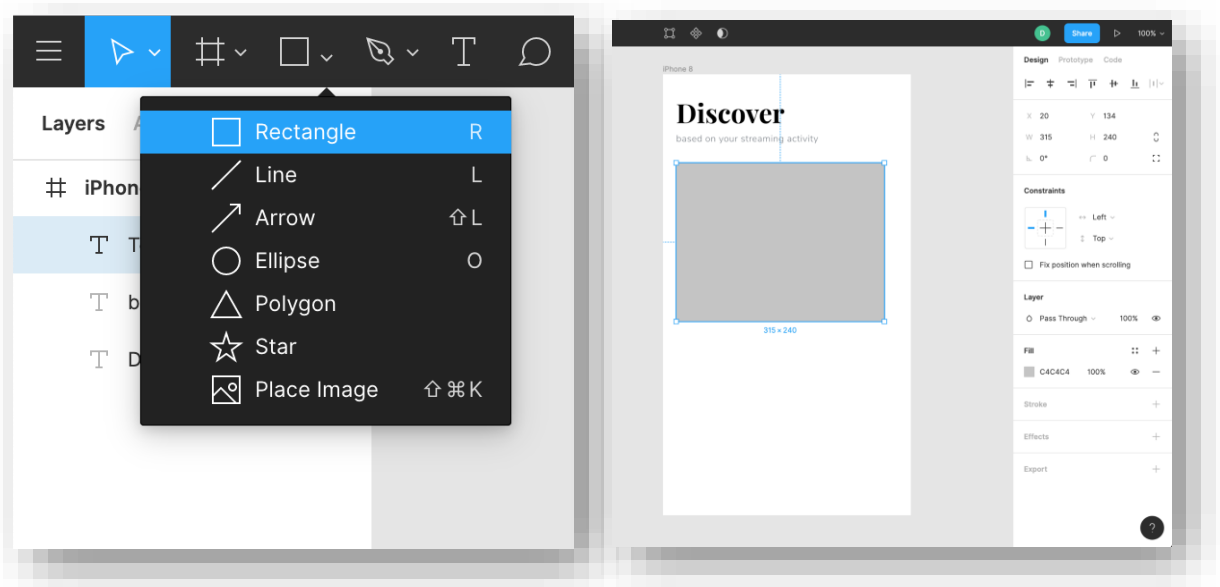 Layers
iPhon
T
b
D
Rectangle R
Line L
Arrow ⇧L
Ellipse O
Polygon
Star
Place Image ⇧⌘K
D Share 100%
Design Prototype Code
iPhone 8
Discover
based on your streaming activity
315 × 240
X 20 Y 134
W 315 H 240
0° 0
Constraints
Left
Top
Fix position when scrolling
Layer
Pass Through 100%
Fill
C4C4C4 100%
Stroke
Effects
Export
?